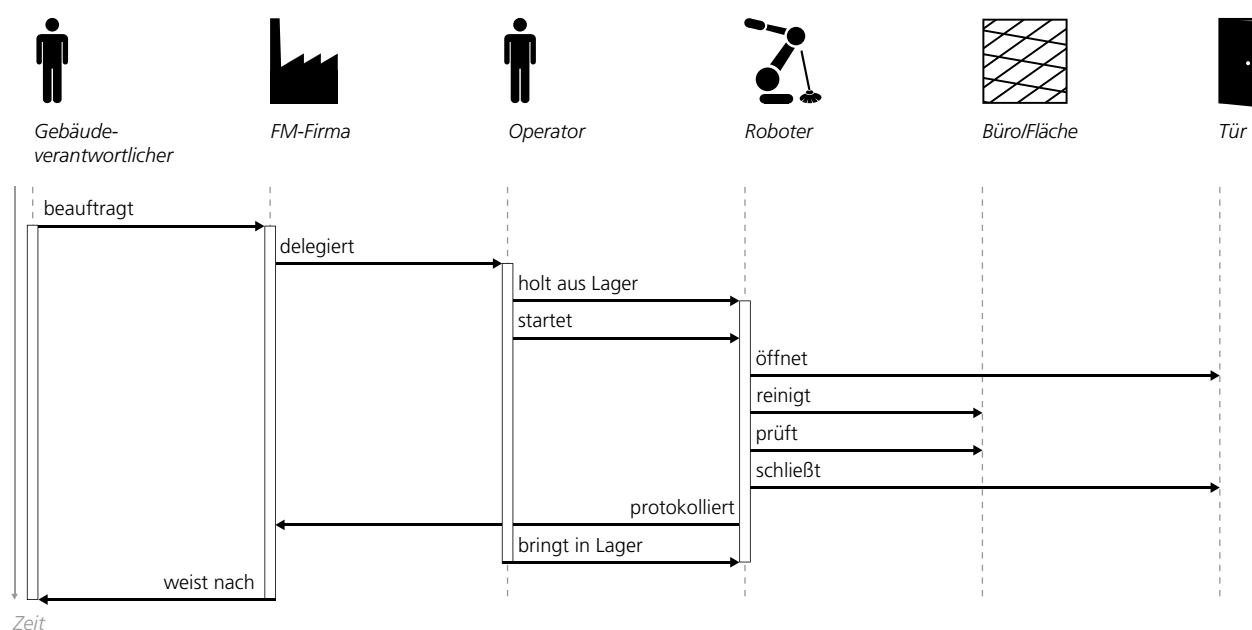 Gebäude-
verantwortlicher
FM-Firma
Operator
Roboter
Büro/Fläche
Tür
beauftragt
delegiert
holt aus Lager
startet
öffnet
reinigt
prüft
schließt
protokolliert
bringt in Lager
weist nach
Zeit